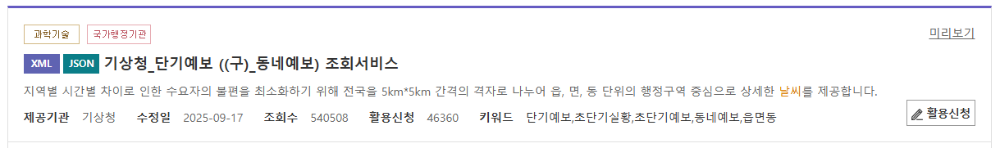 과학기술 국가행정기관 미리보기
XML JSON 기상청_단기예보 ((구)_동네예보) 조회서비스
지역별 시간별 차이로 인한 수요자의 불편을 최소화하기 위해 전국을 5km*5km 간격의 격자로 나누어 읍, 면, 동 단위의 행정구역 중심으로 상세한 날씨를 제공합니다.
제공기관 기상청 수정일 2025-09-17 조회수 540508 활용신청 46360 키워드 단기예보,초단기실황,초단기예보,동네예보,읍면동 활용신청